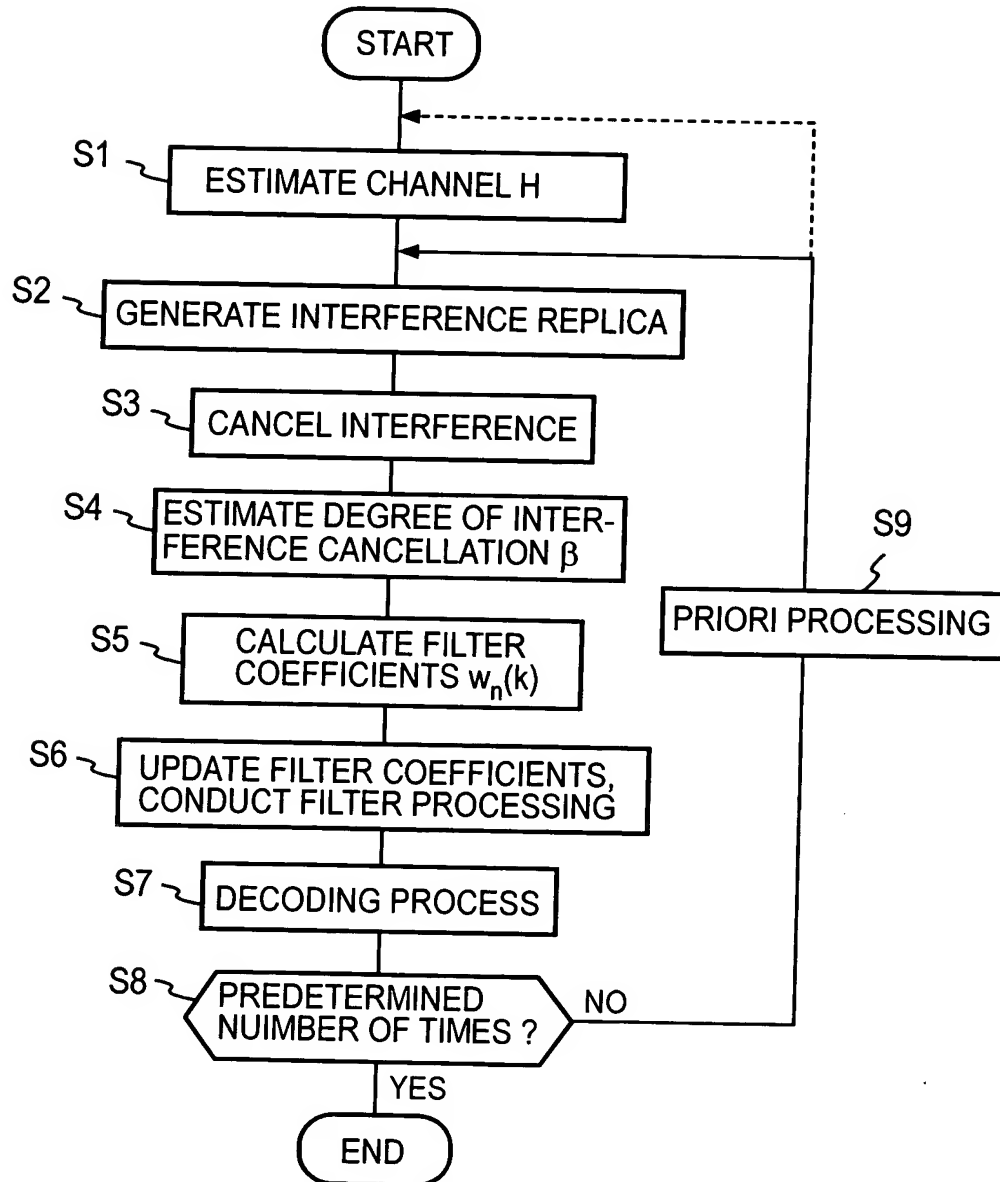 START
S1
ESTIMATE CHANNEL H
S2
GENERATE INTERFERENCE REPLICA
S3
CANCEL INTERFERENCE
S4
ESTIMATE DEGREE OF INTER-
FERENCE CANCELLATION β
S9
PRIORI PROCESSING
S5
CALCULATE FILTER
COEFFICIENTS wₙ(k)
S6
UPDATE FILTER COEFFICIENTS,
CONDUCT FILTER PROCESSING
S7
DECODING PROCESS
S8
PREDETERMINED
NUIMBER OF TIMES ?
NO
YES
END